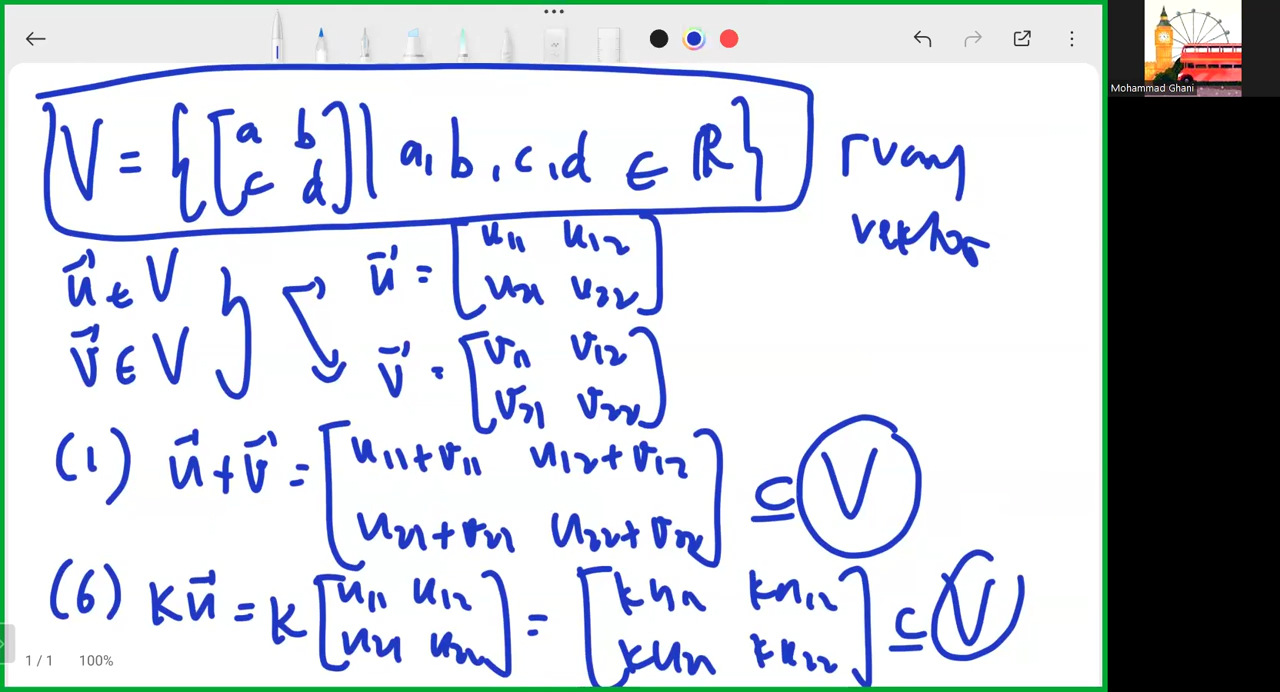 V = { [ a b ] | a, b, c, d ∈ ℝ }
[ c d ]
ruang
vektor
u⃗ ∈ V
v⃗ ∈ V
u⃗ = [ u₁₁ u₁₂ ]
[ u₂₁ u₂₂ ]
v⃗ = [ v₁₁ v₁₂ ]
[ v₂₁ v₂₂ ]
(1) u⃗ + v⃗ = [ u₁₁+v₁₁ u₁₂+v₁₂ ] ⊆ V
[ u₂₁+v₂₁ u₂₂+v₂₂ ]
(6) k u⃗ = k [ u₁₁ u₁₂ ] = [ ku₁₁ ku₁₂ ] ⊆ V
[ u₂₁ u₂₂ ] [ ku₂₁ ku₂₂ ]
1 / 1 100%
Mohammad Ghani